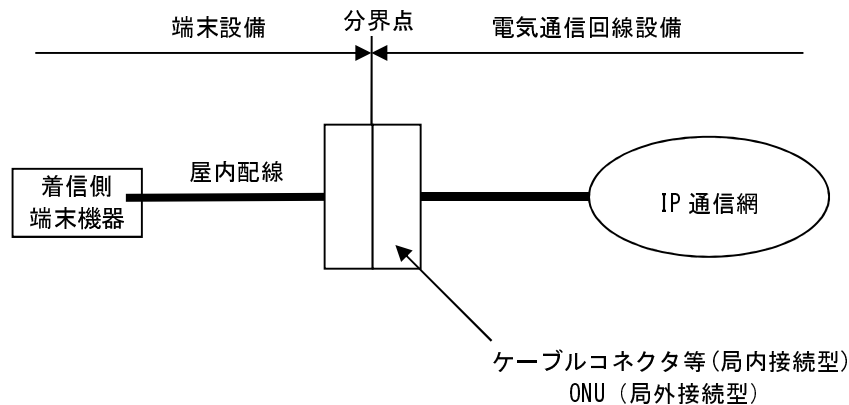 端末設備
分界点
電気通信回線設備
屋内配線
着信側
端末機器
IP 通信網
ケーブルコネクタ等(局内接続型)
ONU（局外接続型）